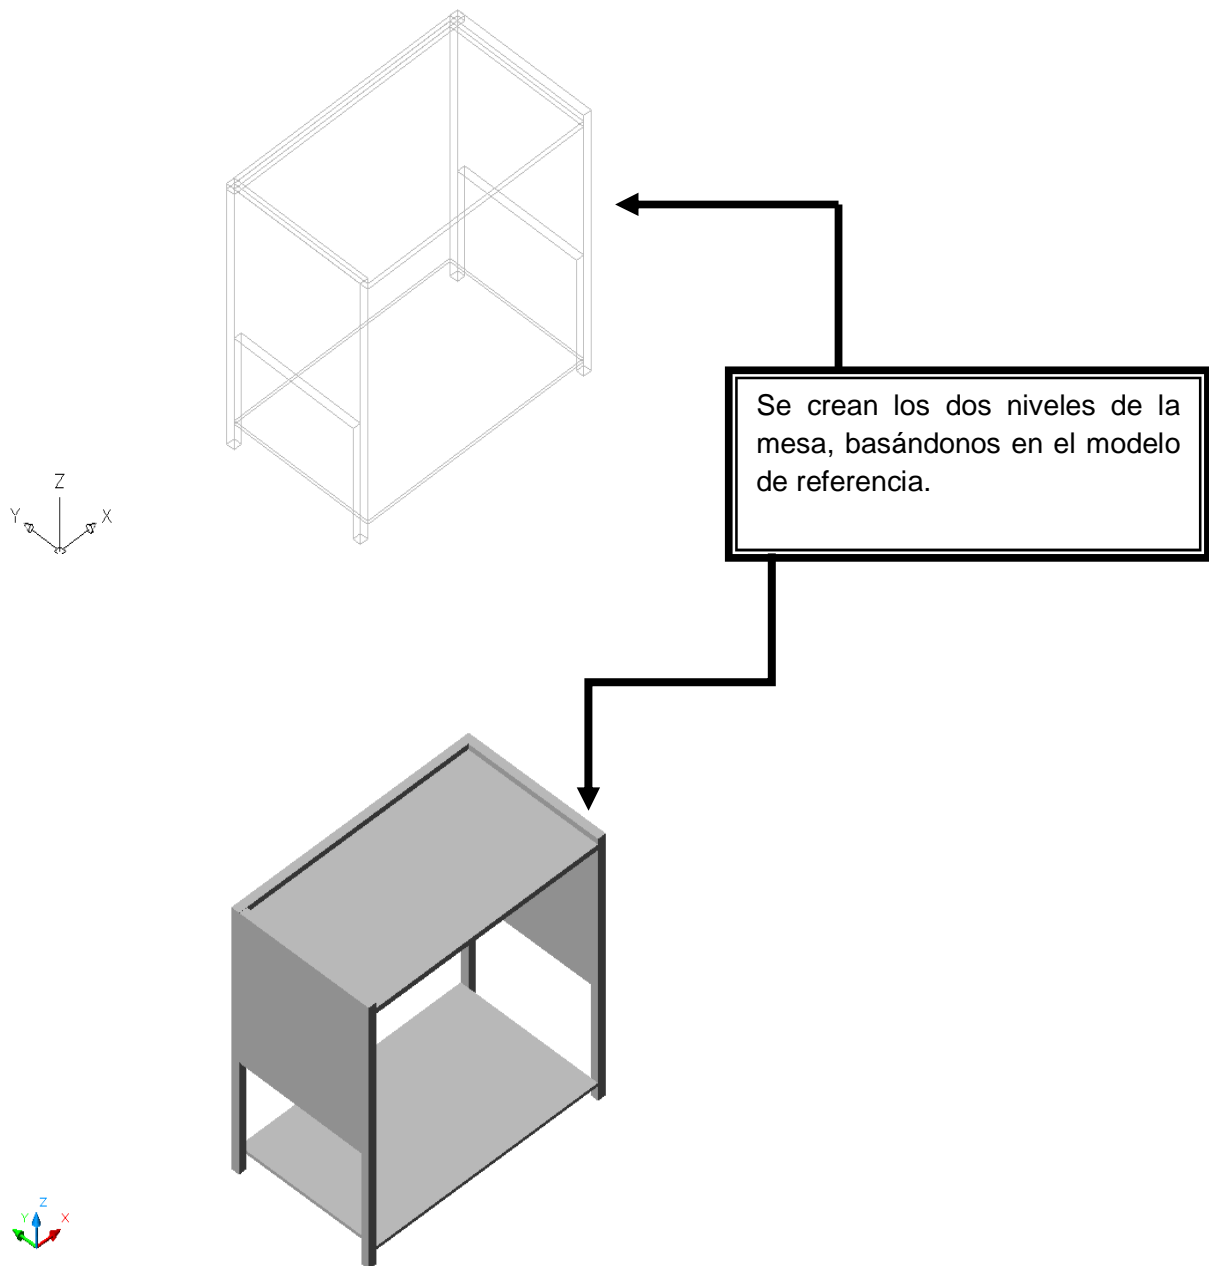 Se crean los dos niveles de la
mesa, basándonos en el modelo
de referencia.
Z
Y
X
Z
Y
X